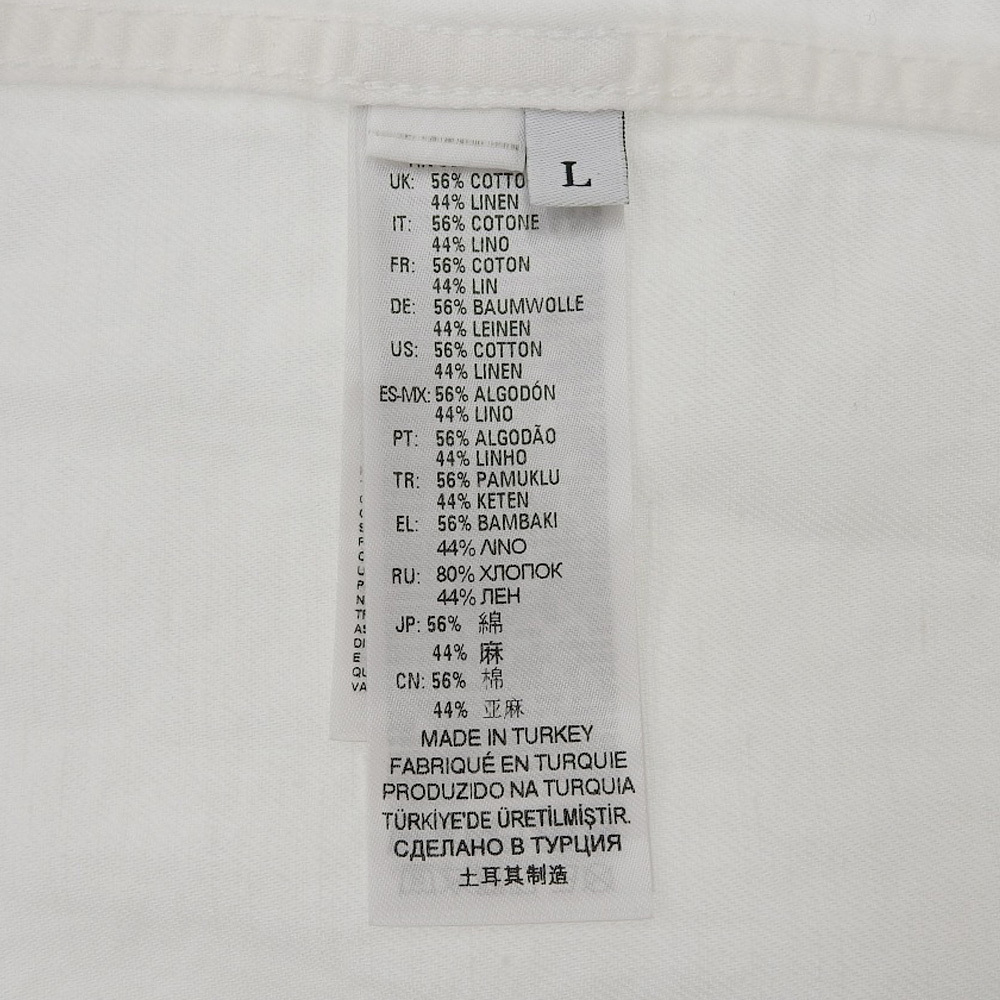 L
UK: 56% COTTO
44% LINEN
IT: 56% COTONE
44% LINO
FR: 56% COTON
44% LIN
DE: 56% BAUMWOLLE
44% LEINEN
US: 56% COTTON
44% LINEN
ES-MX: 56% ALGODÓN
44% LINO
PT: 56% ALGODÃO
44% LINHO
TR: 56% PAMUKLU
44% KETEN
EL: 56% BAMBAKI
44% ΛΙΝΟ
RU: 80% ХЛОПОК
44% ЛЕН
JP: 56% 綿
44% 麻
CN: 56% 棉
44% 亚麻
MADE IN TURKEY
FABRIQUÉ EN TURQUIE
PRODUZIDO NA TURQUIA
TÜRKİYE'DE ÜRETİLMİŞTİR.
СДЕЛАНО В ТУРЦИЯ
土耳其制造